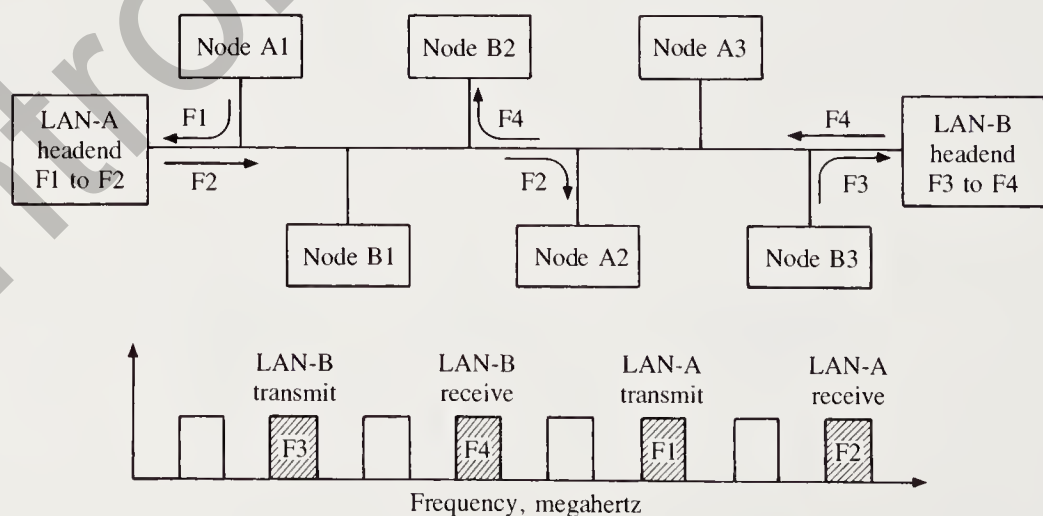 Node A1
Node B2
Node A3
LAN-A
headend
F1 to F2
F1
F2
F4
F2
F4
F3
LAN-B
headend
F3 to F4
Node B1
Node A2
Node B3
LAN-B
transmit
LAN-B
receive
LAN-A
transmit
LAN-A
receive
F3
F4
F1
F2
Frequency, megahertz